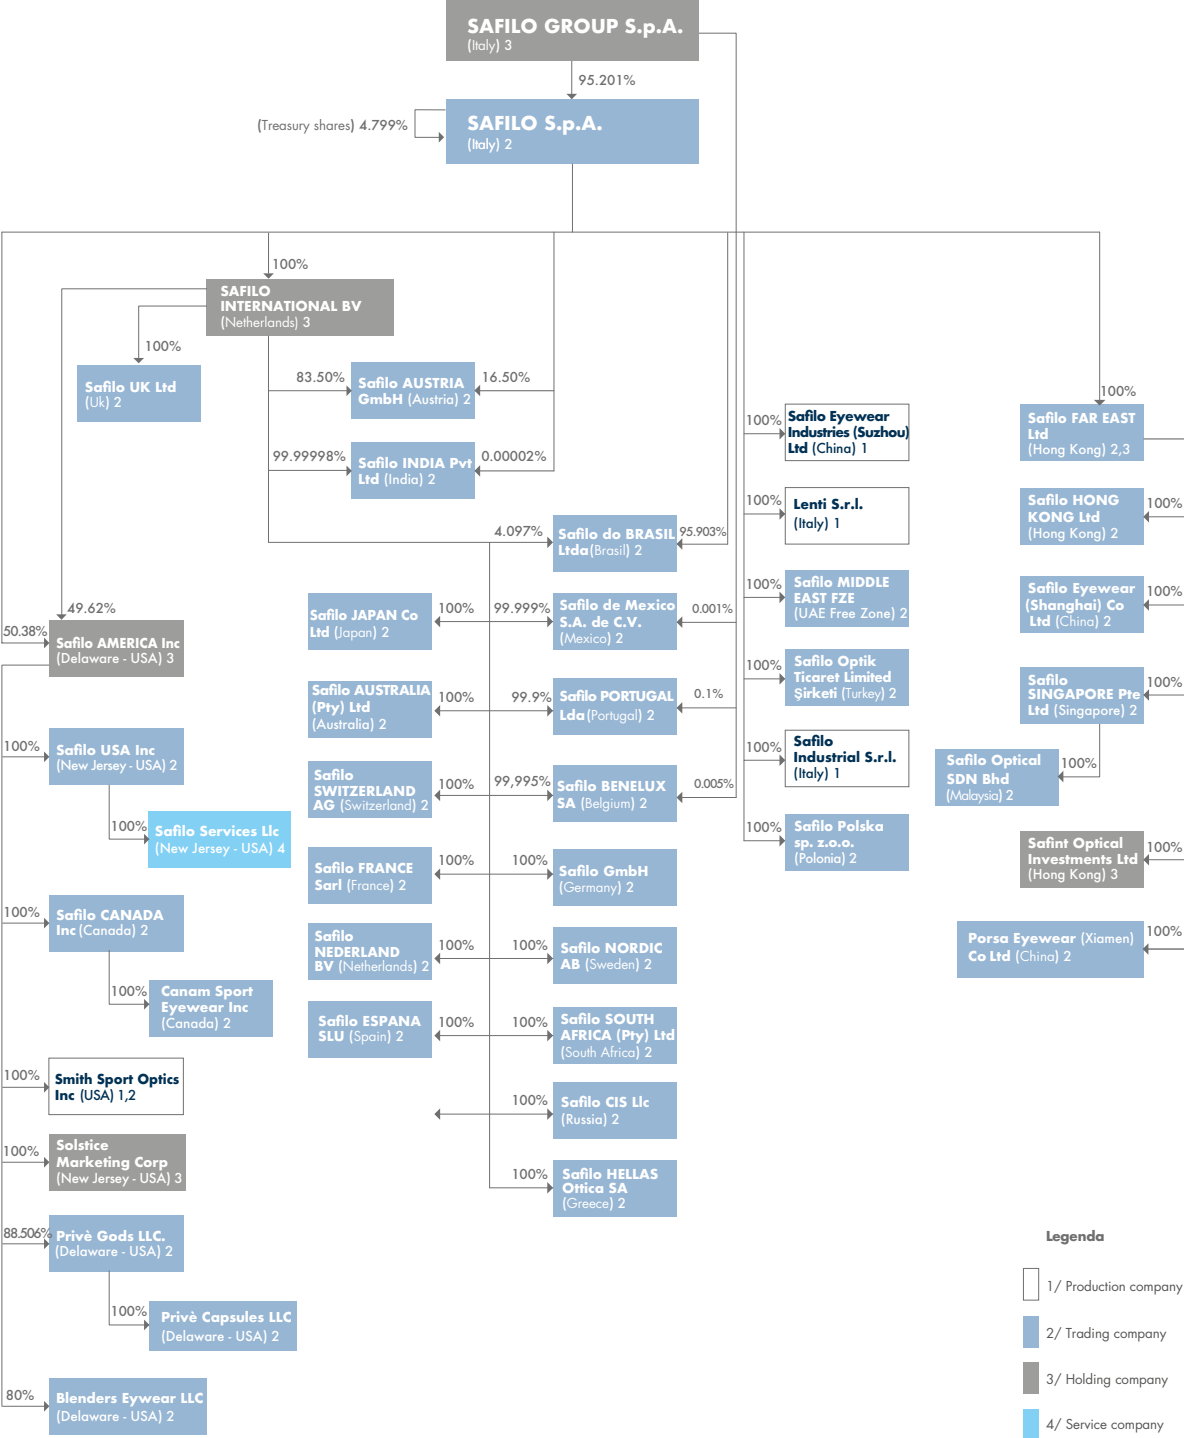 SAFILO GROUP S.p.A.
(Italy) 3
95.201%
(Treasury shares) 4.799%
SAFILO S.p.A.
(Italy) 2
100%
SAFILO
INTERNATIONAL BV
(Netherlands) 3
100%
Safilo UK Ltd
(Uk) 2
83.50%
Safilo AUSTRIA
GmbH (Austria) 2
16.50%
99.99998%
Safilo INDIA Pvt
Ltd (India) 2
0.00002%
4.097%
Safilo do BRASIL
Ltda(Brasil) 2
95.903%
49.62%
50.38%
Safilo AMERICA Inc
(Delaware - USA) 3
100%
Safilo USA Inc
(New Jersey - USA) 2
100%
Safilo Services Llc
(New Jersey - USA) 4
100%
Safilo CANADA
Inc (Canada) 2
100%
Canam Sport
Eyewear Inc
(Canada) 2
100%
Smith Sport Optics
Inc (USA) 1,2
100%
Solstice
Marketing Corp
(New Jersey - USA) 3
88.506%
Privè Gods LLC.
(Delaware - USA) 2
100%
Privè Capsules LLC
(Delaware - USA) 2
80%
Blenders Eywear LLC
(Delaware - USA) 2
Safilo JAPAN Co
Ltd (Japan) 2
100%
99.999%
Safilo de Mexico
S.A. de C.V.
(Mexico) 2
0.001%
Safilo AUSTRALIA
(Pty) Ltd
(Australia) 2
100%
99.9%
Safilo PORTUGAL
Lda(Portugal) 2
0.1%
Safilo
SWITZERLAND
AG (Switzerland) 2
100%
99,995%
Safilo BENELUX
SA (Belgium) 2
0.005%
Safilo FRANCE
Sarl (France) 2
100%
100%
Safilo GmbH
(Germany) 2
Safilo
NEDERLAND
BV (Netherlands) 2
100%
100%
Safilo NORDIC
AB (Sweden) 2
Safilo ESPANA
SLU (Spain) 2
100%
100%
Safilo SOUTH
AFRICA (Pty) Ltd
(South Africa) 2
100%
Safilo CIS Llc
(Russia) 2
100%
Safilo HELLAS
Ottica SA
(Greece) 2
100%
Safilo Eyewear
Industries (Suzhou)
Ltd (China) 1
100%
Lenti S.r.l.
(Italy) 1
100%
Safilo MIDDLE
EAST FZE
(UAE Free Zone) 2
100%
Safilo Optik
Ticaret Limited
Şirketi (Turkey) 2
100%
Safilo
Industrial S.r.l.
(Italy) 1
100%
Safilo Polska
sp. z.o.o.
(Polonia) 2
100%
Safilo FAR EAST
Ltd
(Hong Kong) 2,3
Safilo HONG
KONG Ltd
(Hong Kong) 2
100%
Safilo Eyewear
(Shanghai) Co
Ltd (China) 2
100%
Safilo
SINGAPORE Pte
Ltd (Singapore) 2
100%
Safilo Optical
SDN Bhd
(Malaysia) 2
100%
Safint Optical
Investments Ltd
(Hong Kong) 3
100%
Porsa Eyewear (Xiamen)
Co Ltd (China) 2
100%
Legenda
1/ Production company
2/ Trading company
3/ Holding company
4/ Service company